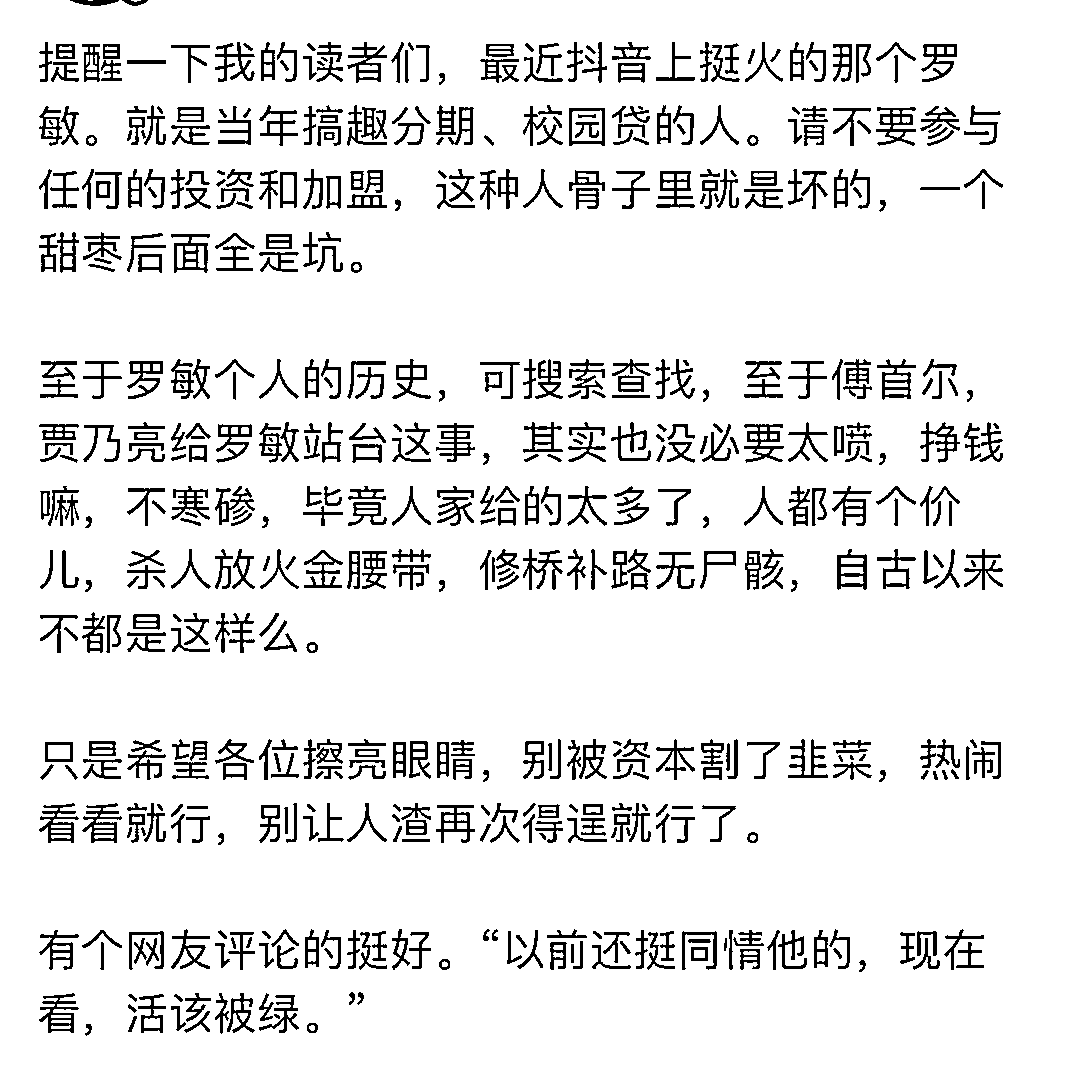 提醒一下我的读者们，最近抖音上挺火的那个罗
敏。就是当年搞趣分期、校园贷的人。请不要参与
任何的投资和加盟，这种人骨子里就是坏的，一个
甜枣后面全是坑。
至于罗敏个人的历史，可搜索查找，至于傅首尔，
贾乃亮给罗敏站台这事，其实也没必要太喷，挣钱
嘛，不寒碜，毕竟人家给的太多了，人都有个价
儿，杀人放火金腰带，修桥补路无尸骸，自古以来
不都是这样么。
只是希望各位擦亮眼睛，别被资本割了韭菜，热闹
看看就行，别让人渣再次得逞就行了。
有个网友评论的挺好。“以前还挺同情他的，现在
看，活该被绿。”